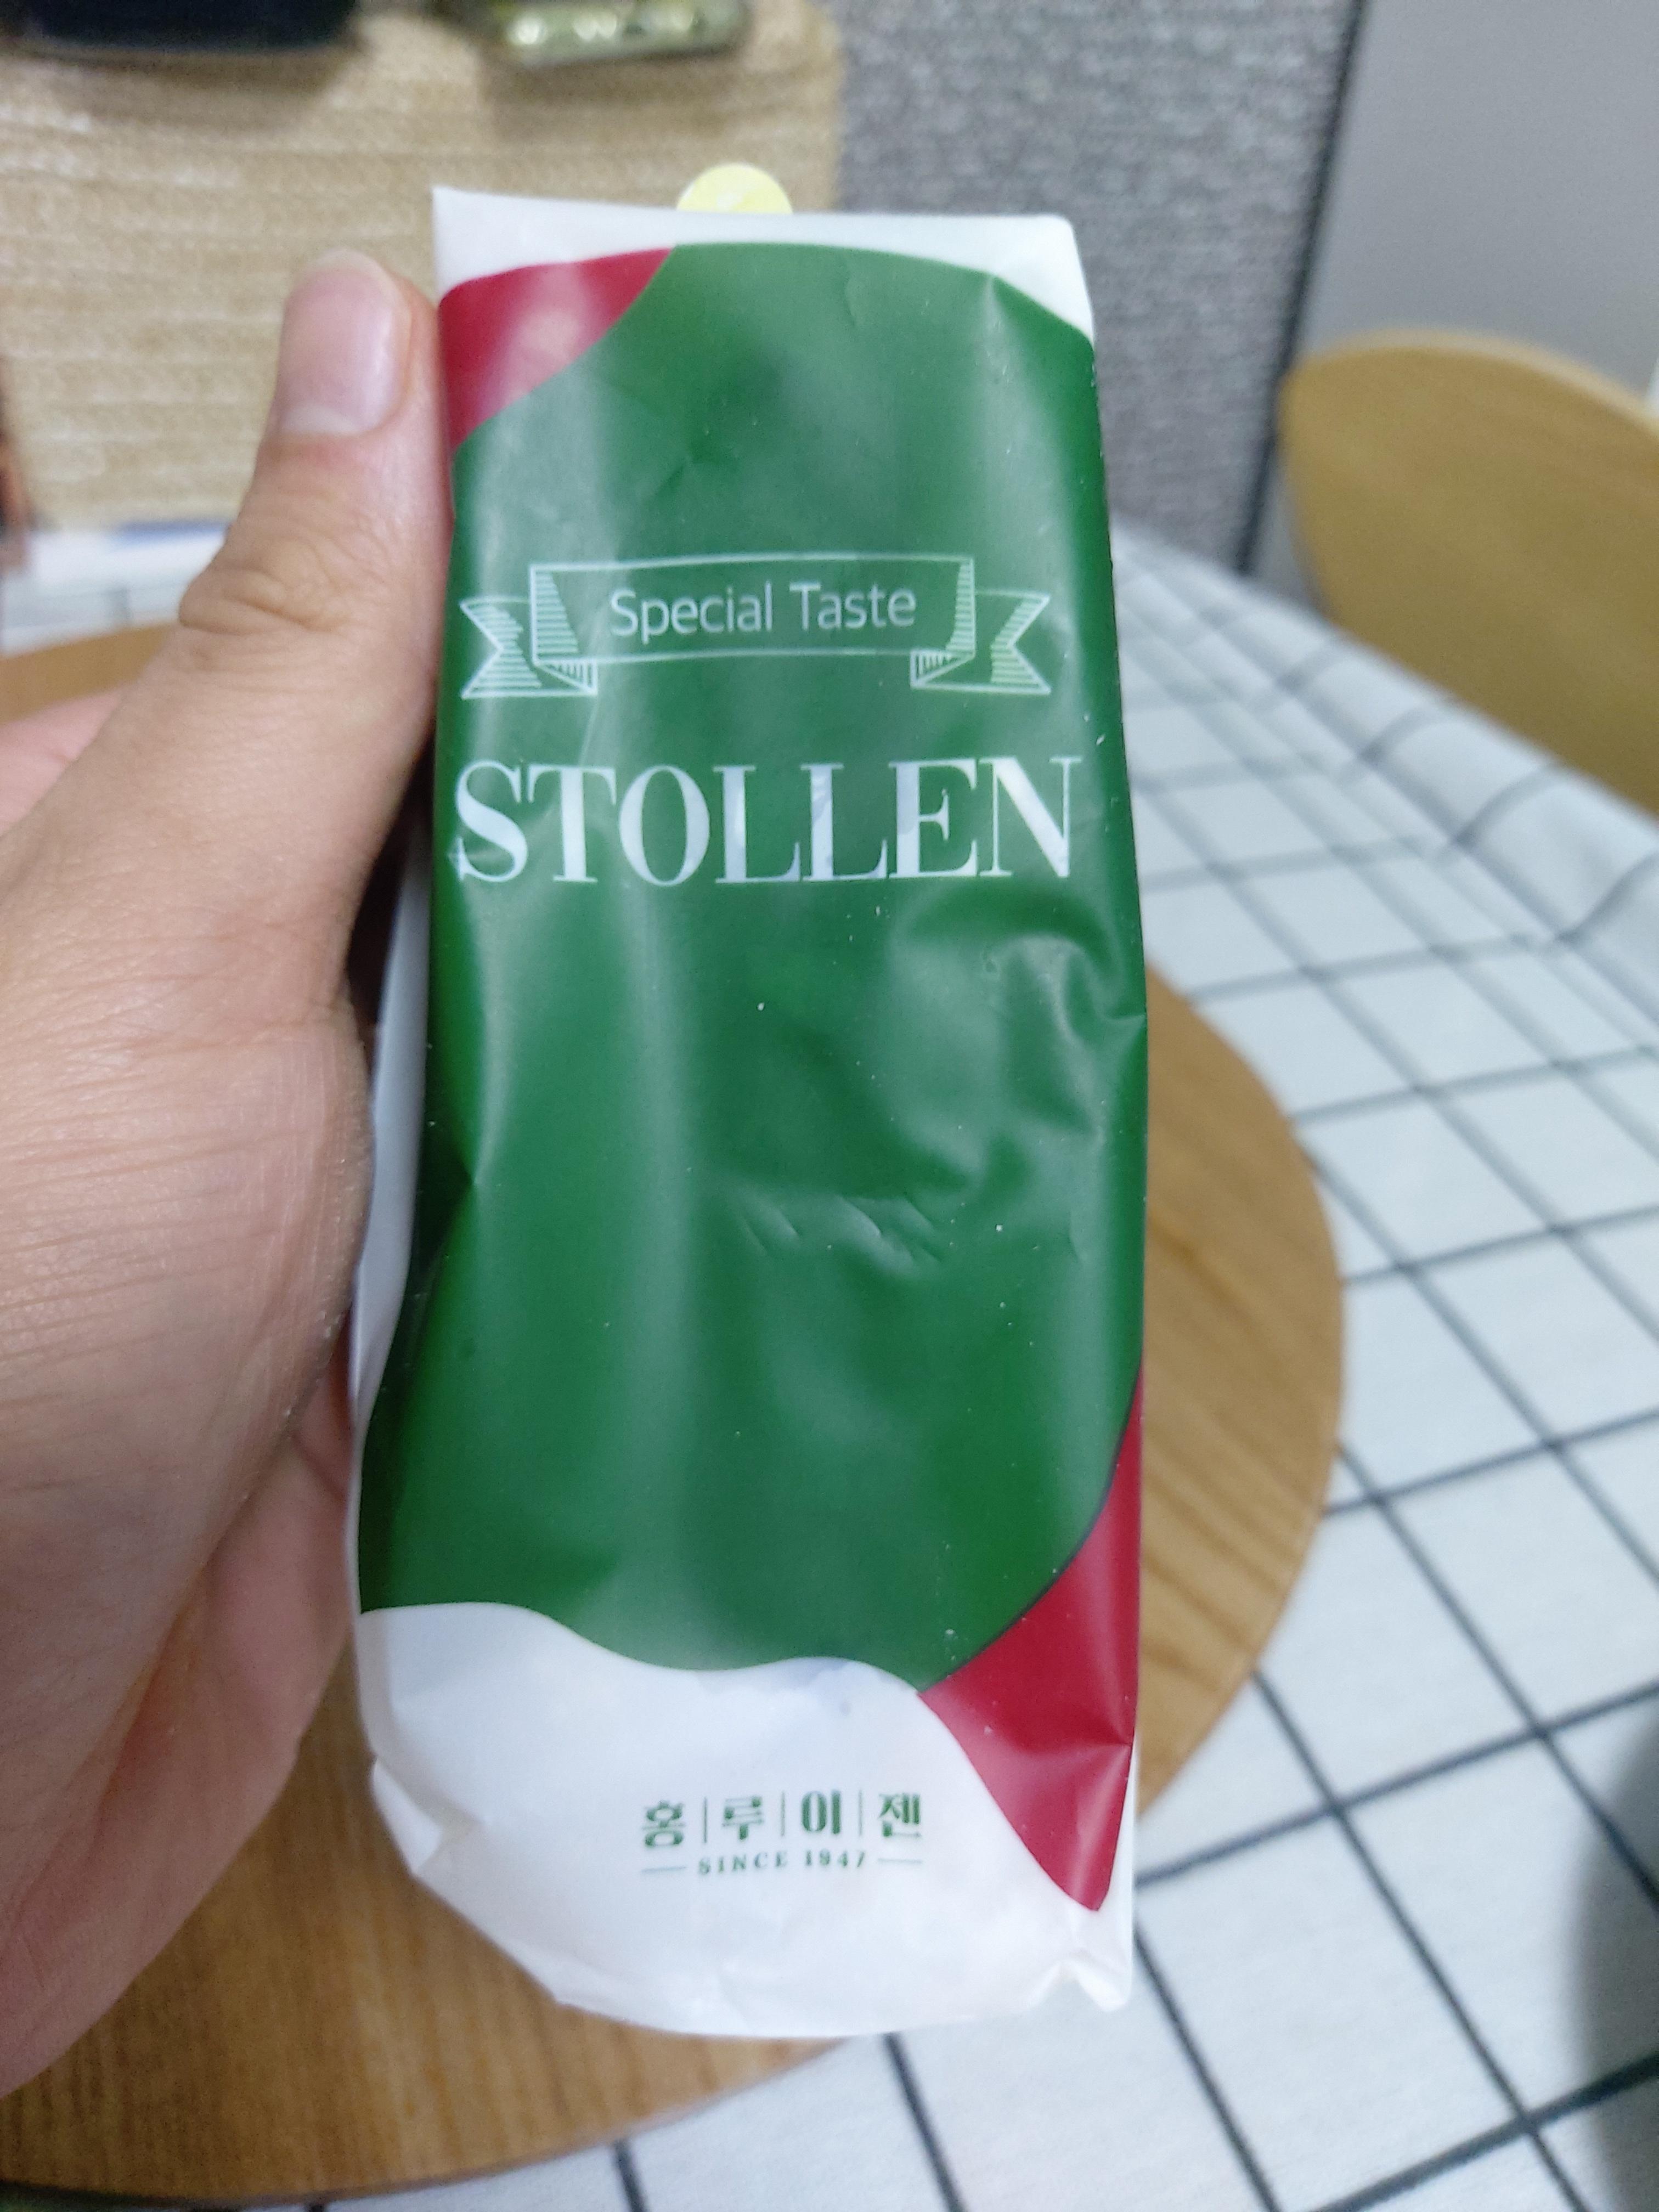 Special Taste
STOLLEN
홍루이젠
SINCE 1947